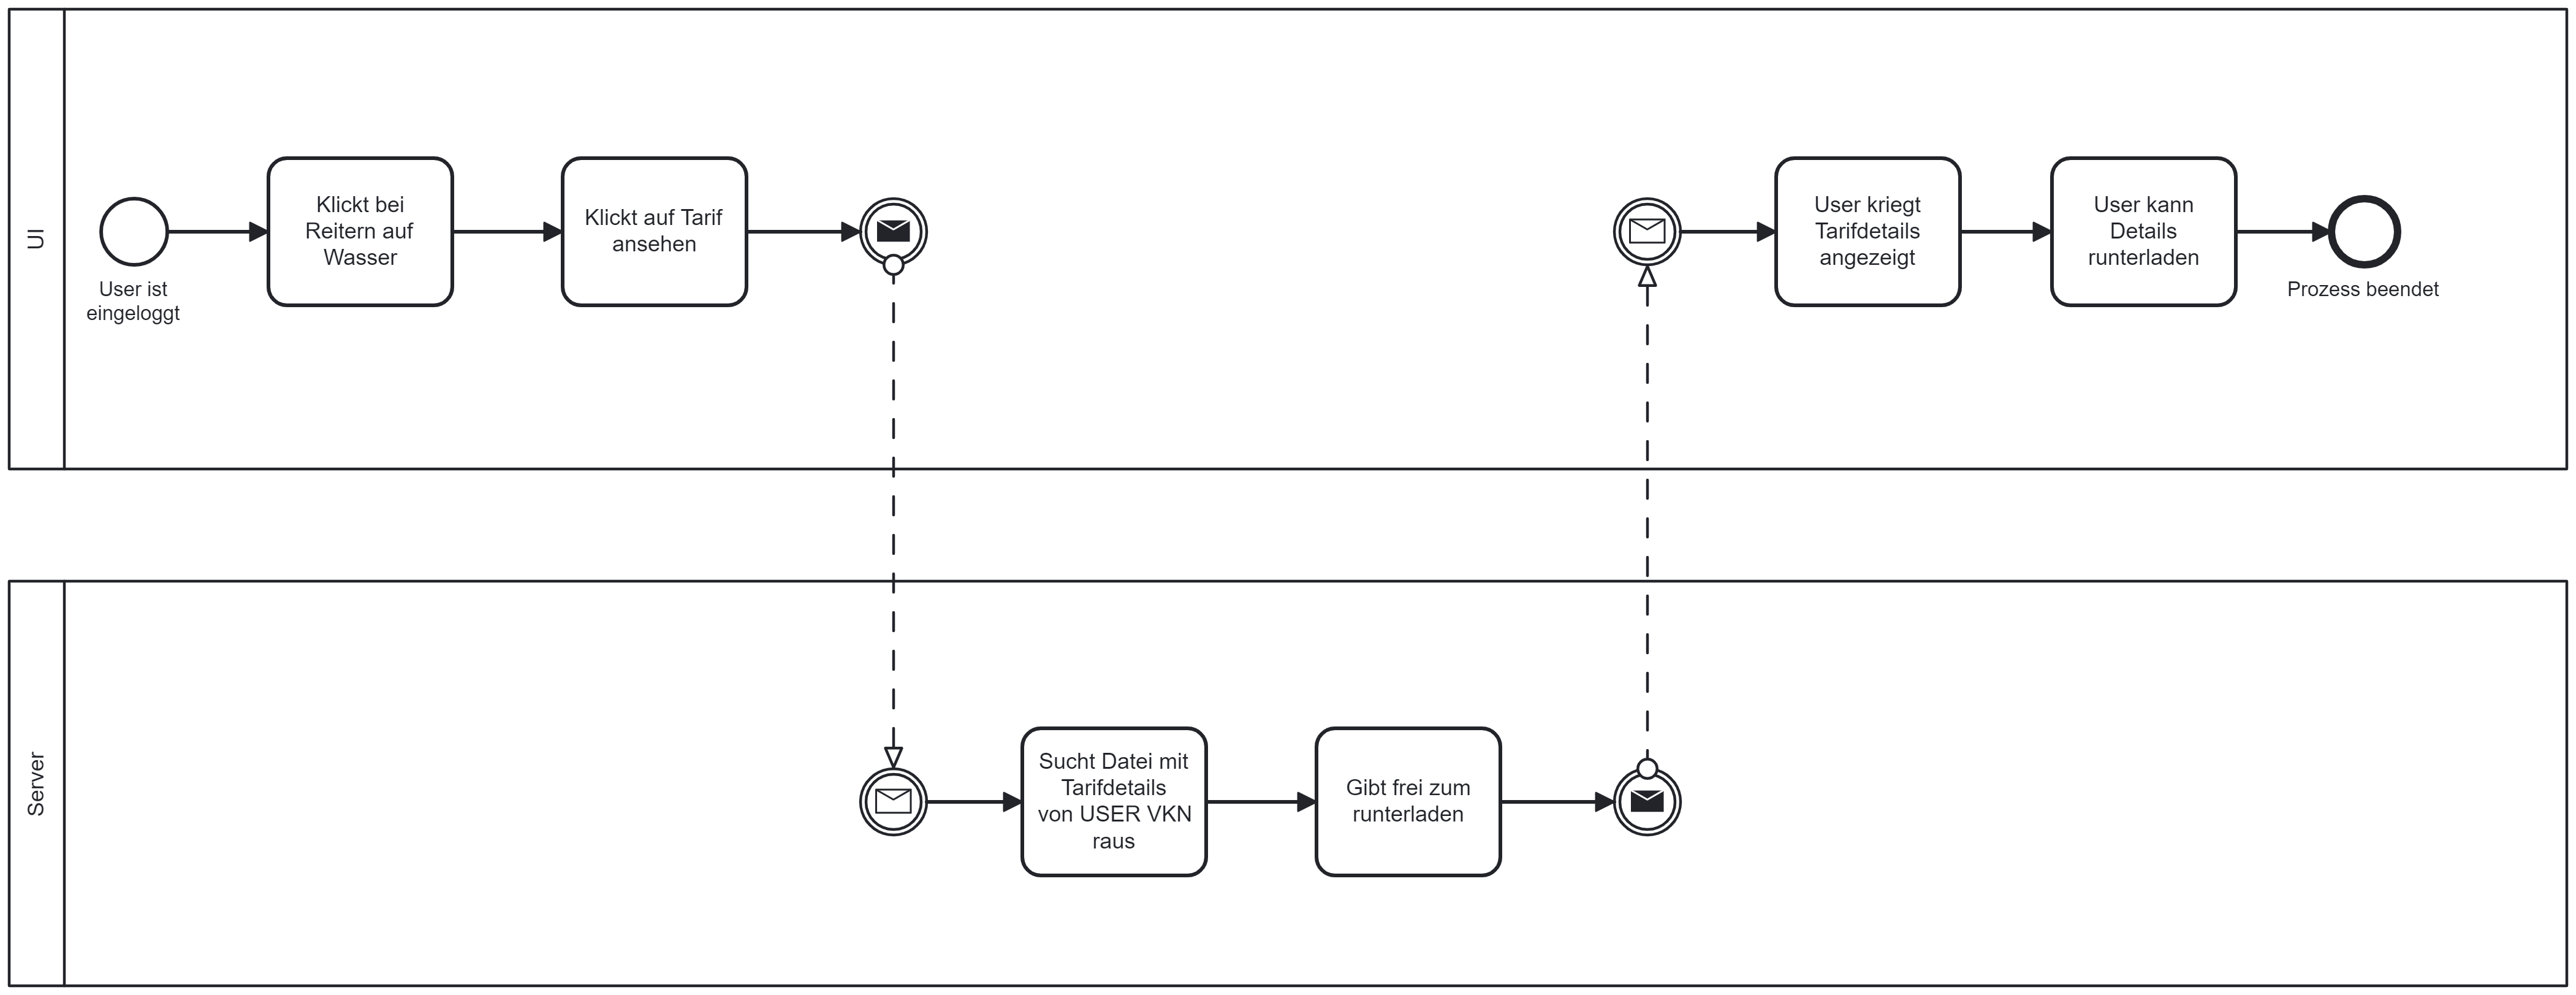 UI
User ist
eingeloggt
Klickt bei
Reitern auf
Wasser
Klickt auf Tarif
ansehen
User kriegt
Tarifdetails
angezeigt
User kann
Details
runterladen
Prozess beendet
Server
Sucht Datei mit
Tarifdetails
von USER VKN
raus
Gibt frei zum
runterladen